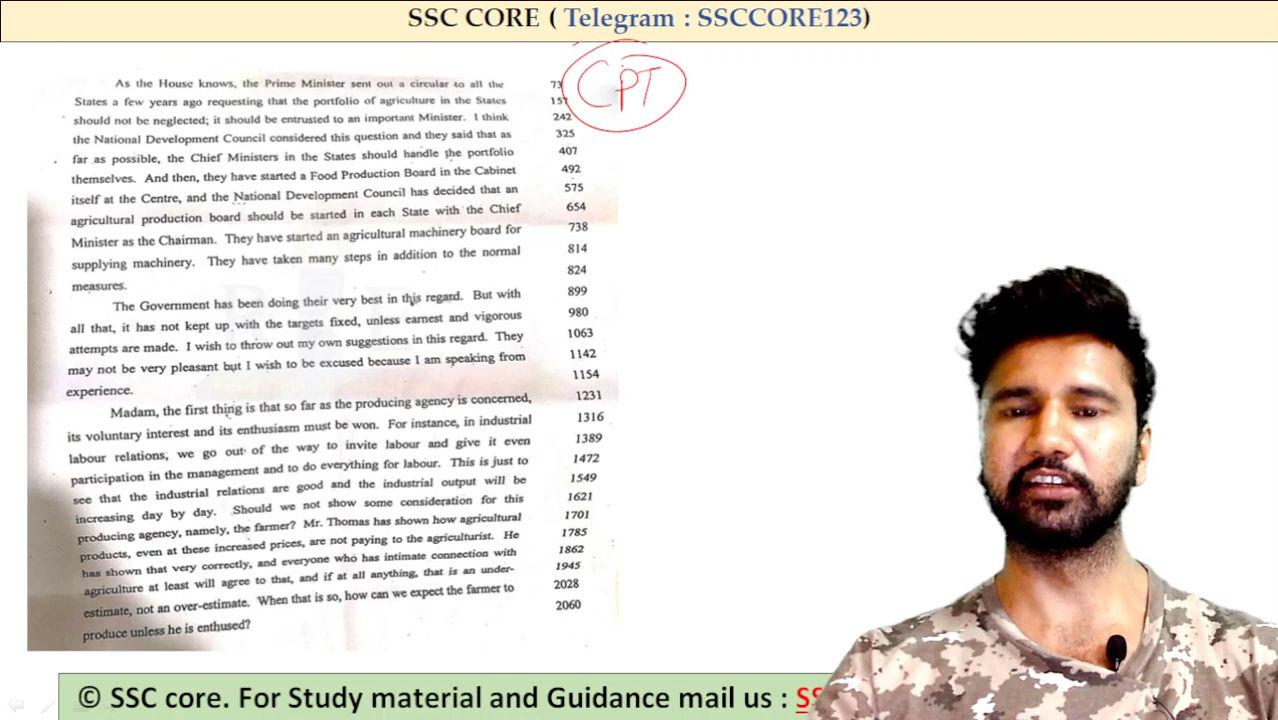 SSC CORE ( Telegram : SSCCORE123)
CPT
As the House knows, the Prime Minister sent out a circular to all the 73
States a few years ago requesting that the portfolio of agriculture in the States 157
should not be neglected; it should be entrusted to an important Minister. I think 242
the National Development Council considered this question and they said that as 325
far as possible, the Chief Ministers in the States should handle the portfolio 407
themselves. And then, they have started a Food Production Board in the Cabinet 492
itself at the Centre, and the National Development Council has decided that an 575
agricultural production board should be started in each State with the Chief 654
Minister as the Chairman. They have started an agricultural machinery board for 738
supplying machinery. They have taken many steps in addition to the normal 814
measures. 824
The Government has been doing their very best in this regard. But with 899
all that, it has not kept up with the targets fixed, unless earnest and vigorous 980
attempts are made. I wish to throw out my own suggestions in this regard. They 1063
may not be very pleasant but I wish to be excused because I am speaking from 1142
experience. 1154
Madam, the first thing is that so far as the producing agency is concerned, 1231
its voluntary interest and its enthusiasm must be won. For instance, in industrial 1316
labour relations, we go out of the way to invite labour and give it even 1389
participation in the management and to do everything for labour. This is just to 1472
see that the industrial relations are good and the industrial output will be 1549
increasing day by day. Should we not show some consideration for this 1621
producing agency, namely, the farmer? Mr. Thomas has shown how agricultural 1701
products, even at these increased prices, are not paying to the agriculturist. He 1785
has shown that very correctly, and everyone who has intimate connection with 1862
agriculture at least will agree to that, and if at all anything, that is an under- 1945
estimate, not an over-estimate. When that is so, how can we expect the farmer to 2028
produce unless he is enthused? 2060
© SSC core. For Study material and Guidance mail us : S